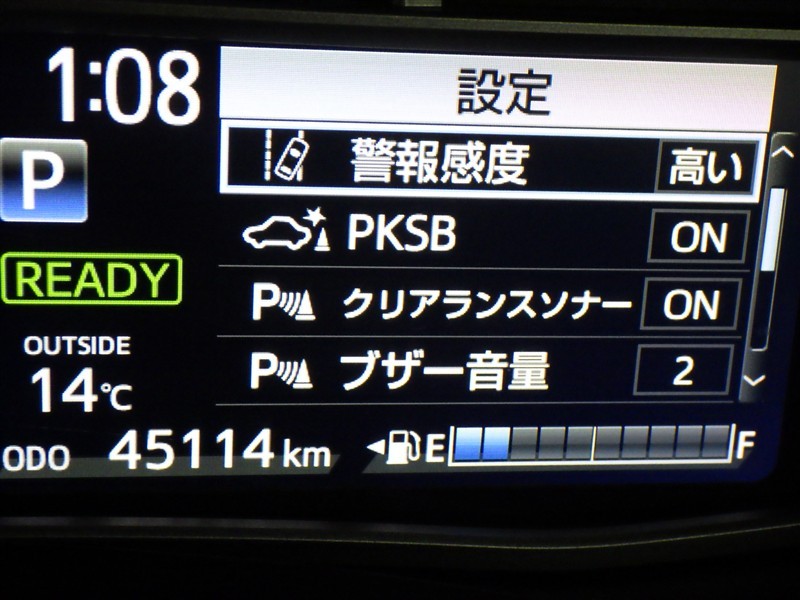 1:08
設定
警報感度 高い
P
PKSB ON
READY
P クリアランスソナー ON
OUTSIDE
14℃
P ブザー音量 2
ODO 45114 km
E F